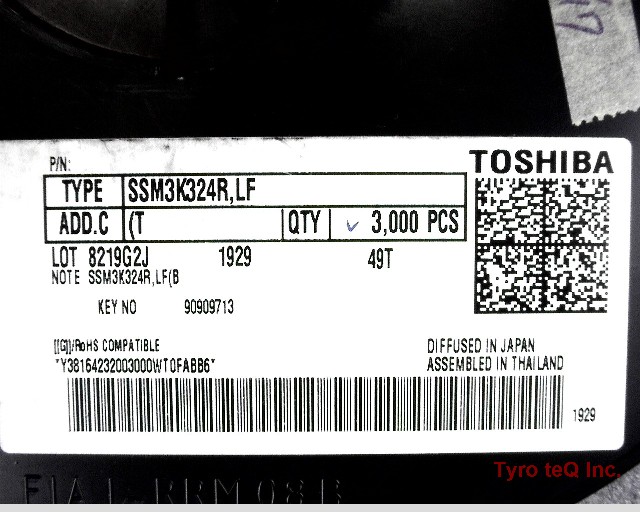 P/N:
TOSHIBA
TYPE SSM3K324R,LF
ADD.C (T QTY 3,000 PCS
LOT 8219G2J 1929 49T
NOTE SSM3K324R,LF(B
KEY NO 90909713
[[G]]/RoHS COMPATIBLE
*Y38164232003000WT0FABB6*
DIFFUSED IN JAPAN
ASSEMBLED IN THAILAND
1929
Tyro teQ Inc.